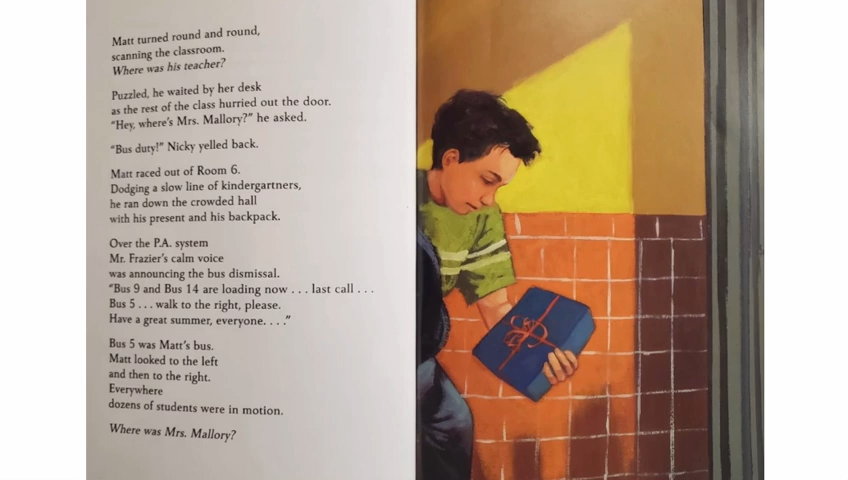 Matt turned round and round,
scanning the classroom.
Where was his teacher?
Puzzled, he waited by her desk
as the rest of the class hurried out the door.
"Hey, where's Mrs. Mallory?" he asked.
"Bus duty!" Nicky yelled back.
Matt raced out of Room 6.
Dodging a slow line of kindergartners,
he ran down the crowded hall
with his present and his backpack.
Over the P.A. system
Mr. Frazier's calm voice
was announcing the bus dismissal.
"Bus 9 and Bus 14 are loading now . . . last call . . .
Bus 5 . . . walk to the right, please.
Have a great summer, everyone. . . ."
Bus 5 was Matt's bus.
Matt looked to the left
and then to the right.
Everywhere
dozens of students were in motion.
Where was Mrs. Mallory?